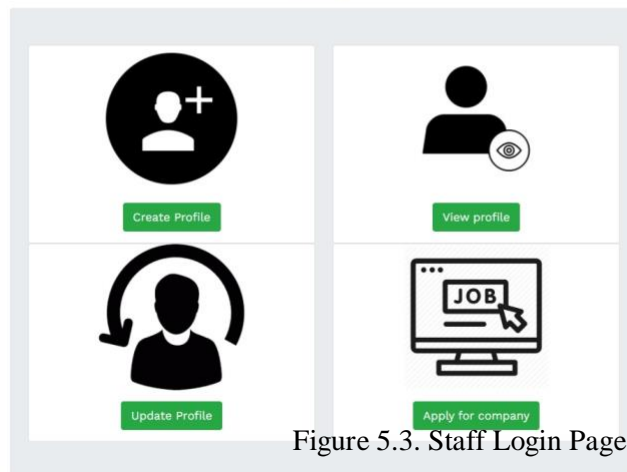 Create Profile
View profile
JOB
Update Profile
Apply for company
Figure 5.3. Staff Login Page